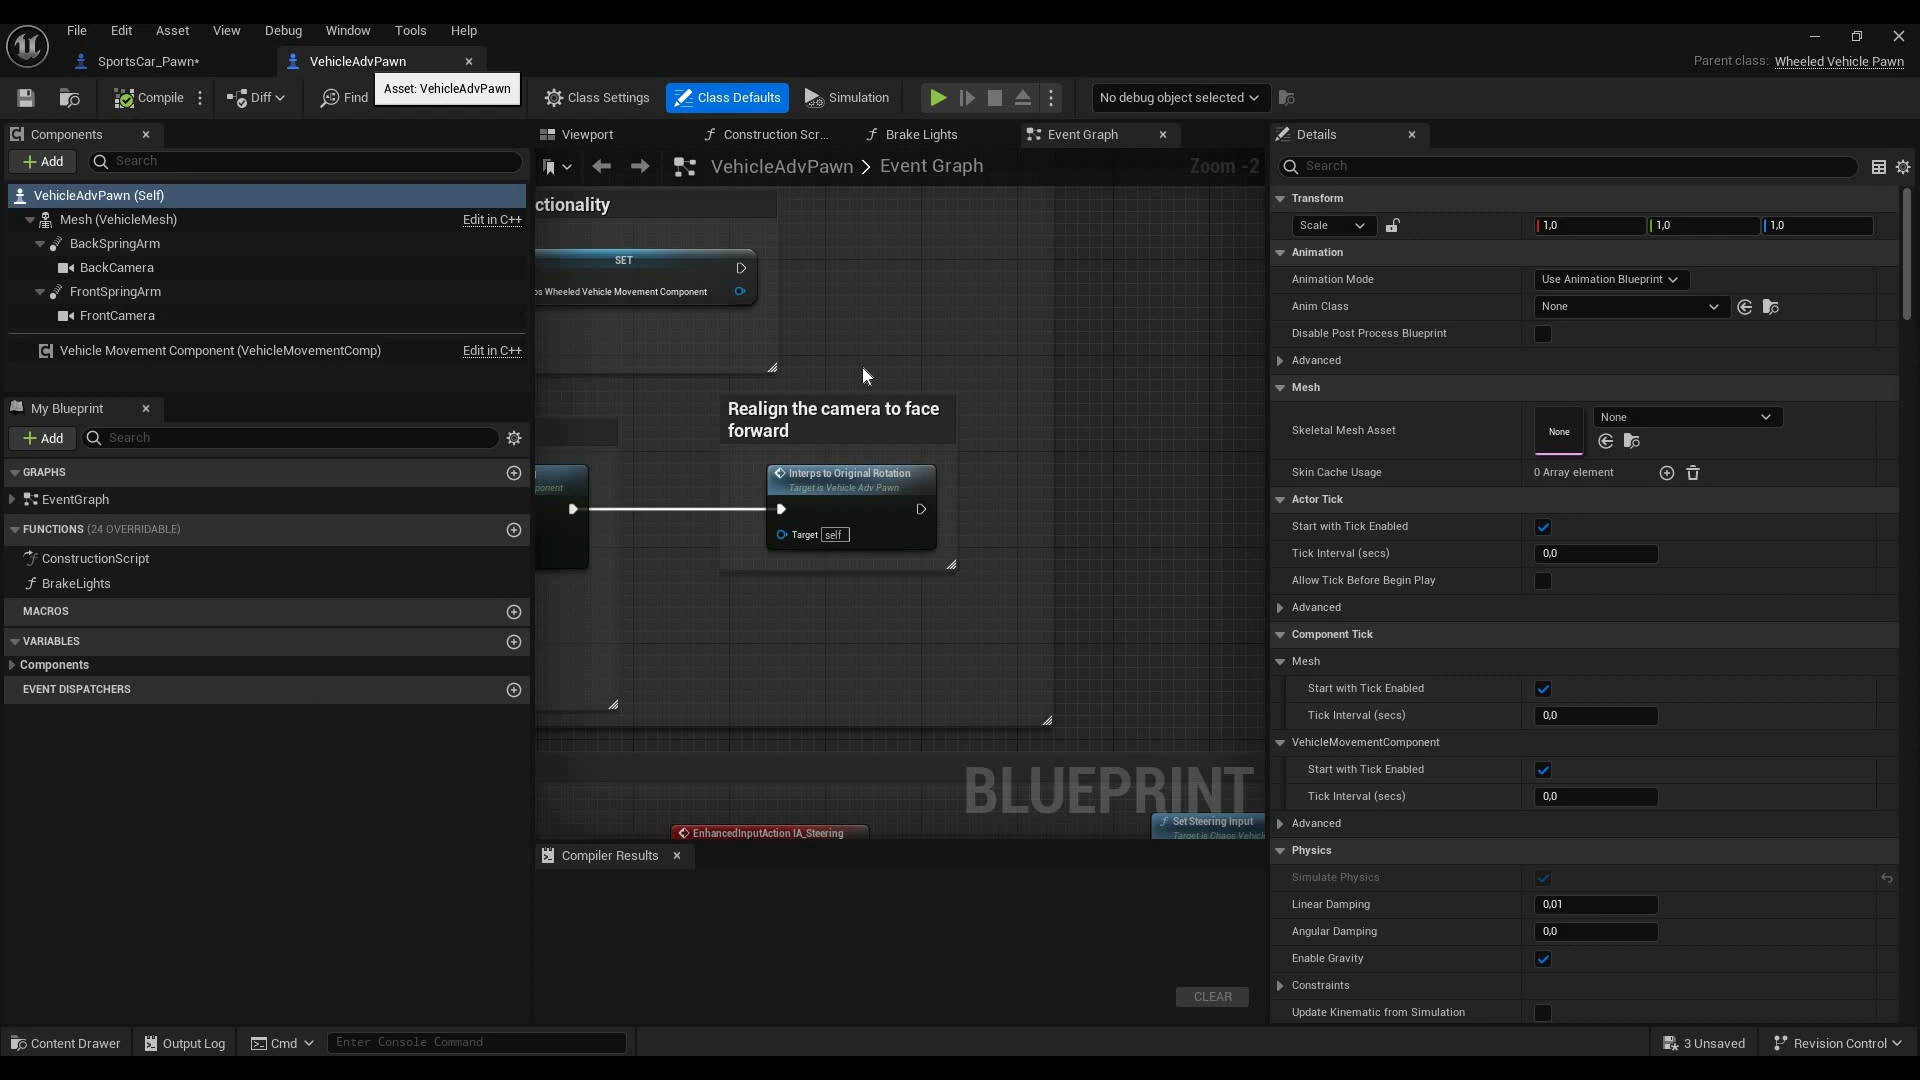 File Edit Asset View Debug Window Tools Help
SportsCar_Pawn*
VehicleAdvPawn
Parent class: Wheeled Vehicle Pawn
Asset: VehicleAdvPawn
Compile
Diff
Find
Class Settings
Class Defaults
Simulation
No debug object selected
Components
Add
Search
VehicleAdvPawn (Self)
Mesh (VehicleMesh) Edit in C++
BackSpringArm
BackCamera
FrontSpringArm
FrontCamera
Vehicle Movement Component (VehicleMovementComp) Edit in C++
My Blueprint
Add
Search
GRAPHS
EventGraph
FUNCTIONS (24 OVERRIDABLE)
ConstructionScript
BrakeLights
MACROS
VARIABLES
Components
EVENT DISPATCHERS
Viewport
Construction Scr...
Brake Lights
Event Graph
VehicleAdvPawn > Event Graph
Zoom -2
ctionality
SET
os Wheeled Vehicle Movement Component
Realign the camera to face
forward
ponent
Interps to Original Rotation
Target is Vehicle Adv Pawn
Target self
BLUEPRINT
EnhancedInputAction IA_Steering
Set Steering Input
Target is Chaos Vehicl
Compiler Results
CLEAR
Details
Search
Transform
Scale 1,0 1,0 1,0
Animation
Animation Mode Use Animation Blueprint
Anim Class None
Disable Post Process Blueprint
Advanced
Mesh
Skeletal Mesh Asset None None
Skin Cache Usage 0 Array element
Actor Tick
Start with Tick Enabled
Tick Interval (secs) 0,0
Allow Tick Before Begin Play
Advanced
Component Tick
Mesh
Start with Tick Enabled
Tick Interval (secs) 0,0
VehicleMovementComponent
Start with Tick Enabled
Tick Interval (secs) 0,0
Advanced
Physics
Simulate Physics
Linear Damping 0,01
Angular Damping 0,0
Enable Gravity
Constraints
Update Kinematic from Simulation
Content Drawer
Output Log
Cmd
Enter Console Command
3 Unsaved
Revision Control